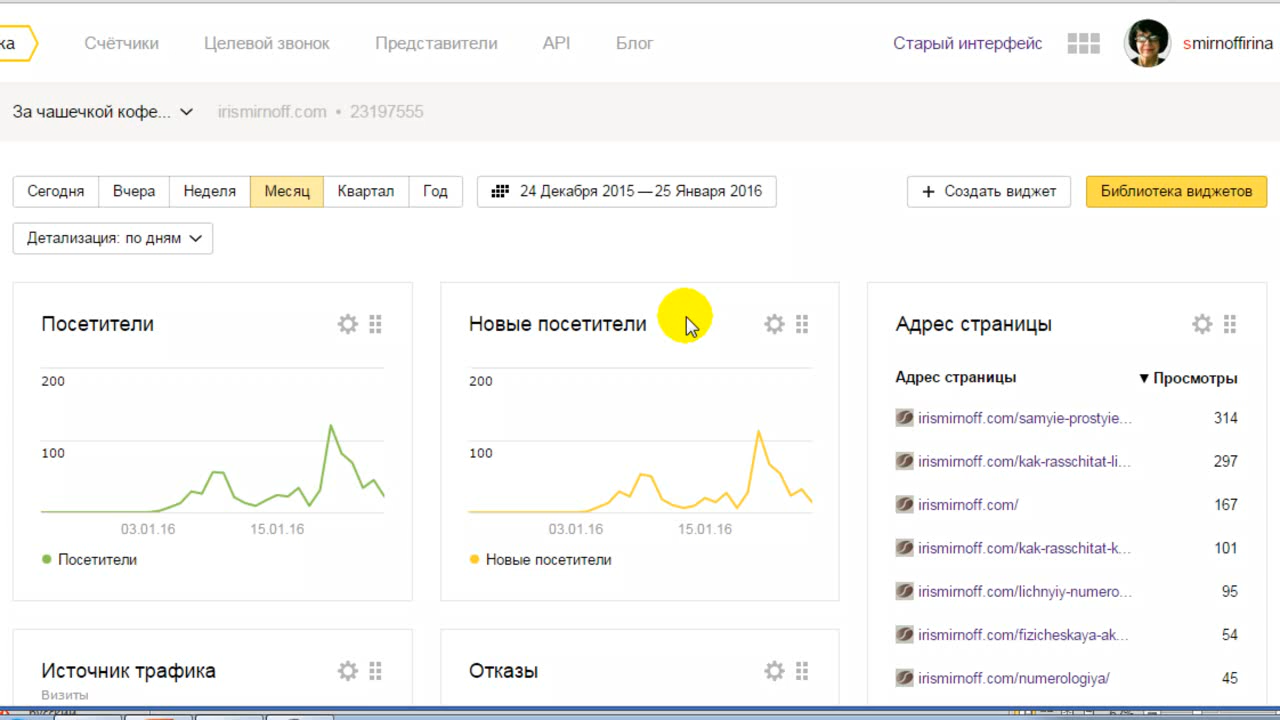 ка
Счётчики Целевой звонок Представители API Блог
Старый интерфейс smirnoffirina
За чашечкой кофе... irismirnoff.com • 23197555
Сегодня Вчера Неделя Месяц Квартал Год 24 Декабря 2015 — 25 Января 2016
+ Создать виджет Библиотека виджетов
Детализация: по дням
Посетители
200
100
03.01.16 15.01.16
Посетители
Новые посетители
200
100
03.01.16 15.01.16
Новые посетители
Адрес страницы
Адрес страницы ▼ Просмотры
irismirnoff.com/samyie-prostyie... 314
irismirnoff.com/kak-rasschitat-li... 297
irismirnoff.com/ 167
irismirnoff.com/kak-rasschitat-k... 101
irismirnoff.com/lichnyiy-numero... 95
irismirnoff.com/fizicheskaya-ak... 54
irismirnoff.com/numerologiya/ 45
Источник трафика
Визиты
Отказы